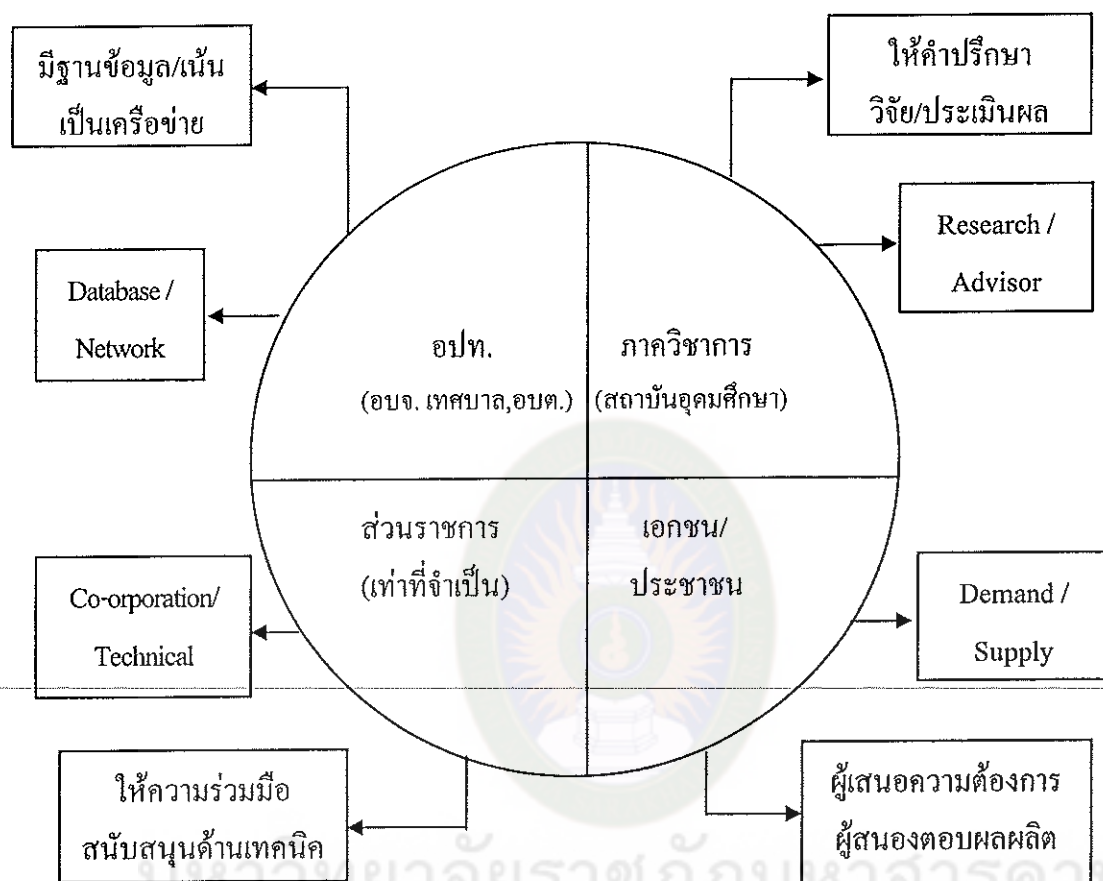 มีฐานข้อมูล/เน้น
เป็นเครือข่าย
ให้คำปรึกษา
วิจัย/ประเมินผล
Database /
Network
Research /
Advisor
อปท.
(อบจ. เทศบาล,อบต.)
ภาควิชาการ
(สถาบันอุดมศึกษา)
ส่วนราชการ
(เท่าที่จำเป็น)
เอกชน/
ประชาชน
Co-orporation/
Technical
Demand /
Supply
ให้ความร่วมมือ
สนับสนุนด้านเทคนิค
ผู้เสนอความต้องการ
ผู้สนองตอบผลผลิต